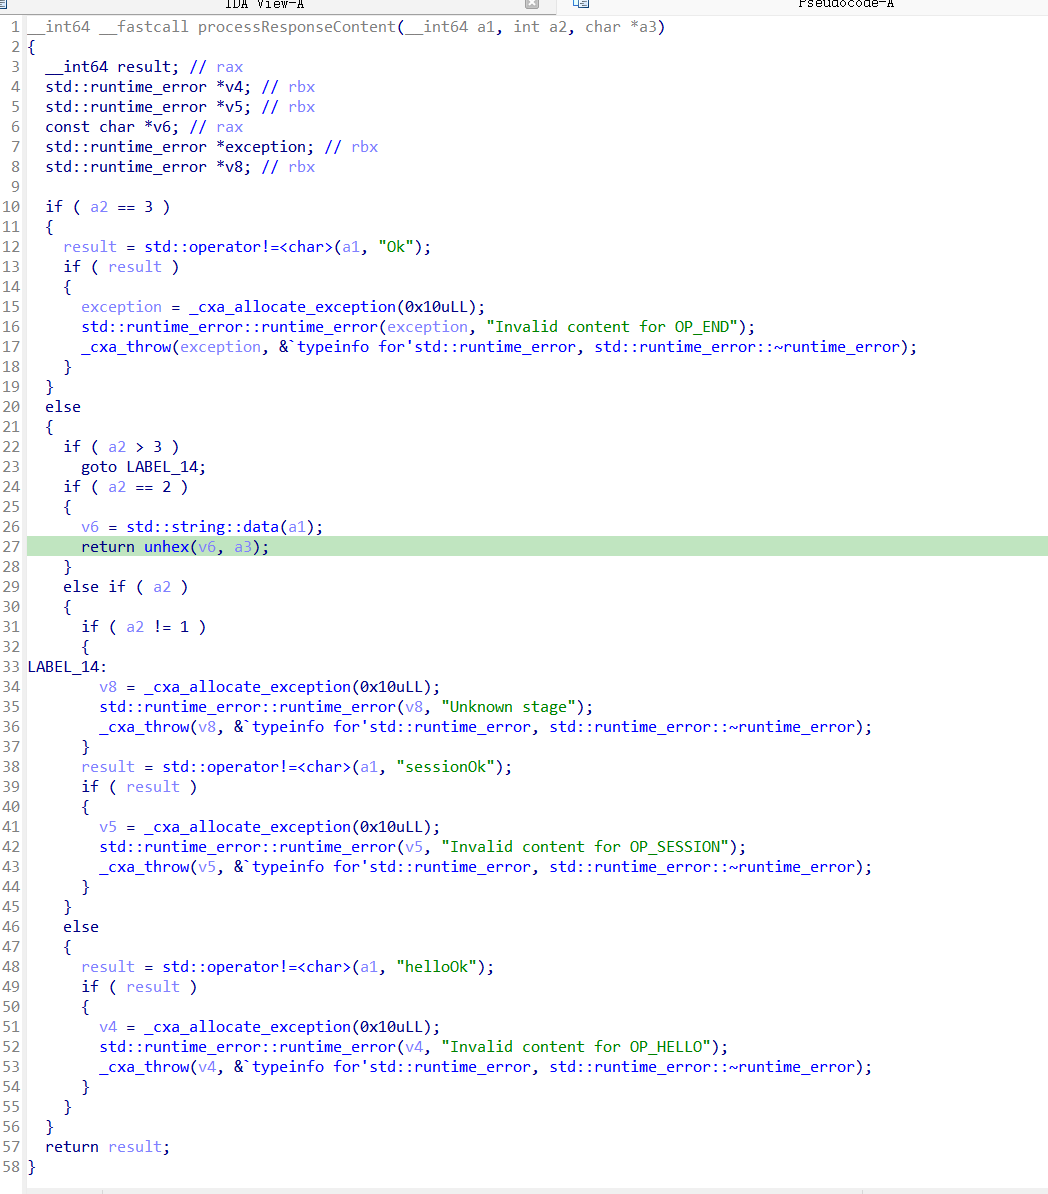 IDA View-A Pseudocode-A
1 __int64 __fastcall processResponseContent(__int64 a1, int a2, char *a3)
2 {
3 __int64 result; // rax
4 std::runtime_error *v4; // rbx
5 std::runtime_error *v5; // rbx
6 const char *v6; // rax
7 std::runtime_error *exception; // rbx
8 std::runtime_error *v8; // rbx
9
10 if ( a2 == 3 )
11 {
12 result = std::operator!=<char>(a1, "Ok");
13 if ( result )
14 {
15 exception = _cxa_allocate_exception(0x10uLL);
16 std::runtime_error::runtime_error(exception, "Invalid content for OP_END");
17 _cxa_throw(exception, &`typeinfo for'std::runtime_error, std::runtime_error::~runtime_error);
18 }
19 }
20 else
21 {
22 if ( a2 > 3 )
23 goto LABEL_14;
24 if ( a2 == 2 )
25 {
26 v6 = std::string::data(a1);
27 return unhex(v6, a3);
28 }
29 else if ( a2 )
30 {
31 if ( a2 != 1 )
32 {
33 LABEL_14:
34 v8 = _cxa_allocate_exception(0x10uLL);
35 std::runtime_error::runtime_error(v8, "Unknown stage");
36 _cxa_throw(v8, &`typeinfo for'std::runtime_error, std::runtime_error::~runtime_error);
37 }
38 result = std::operator!=<char>(a1, "sessionOk");
39 if ( result )
40 {
41 v5 = _cxa_allocate_exception(0x10uLL);
42 std::runtime_error::runtime_error(v5, "Invalid content for OP_SESSION");
43 _cxa_throw(v5, &`typeinfo for'std::runtime_error, std::runtime_error::~runtime_error);
44 }
45 }
46 else
47 {
48 result = std::operator!=<char>(a1, "helloOk");
49 if ( result )
50 {
51 v4 = _cxa_allocate_exception(0x10uLL);
52 std::runtime_error::runtime_error(v4, "Invalid content for OP_HELLO");
53 _cxa_throw(v4, &`typeinfo for'std::runtime_error, std::runtime_error::~runtime_error);
54 }
55 }
56 }
57 return result;
58 }